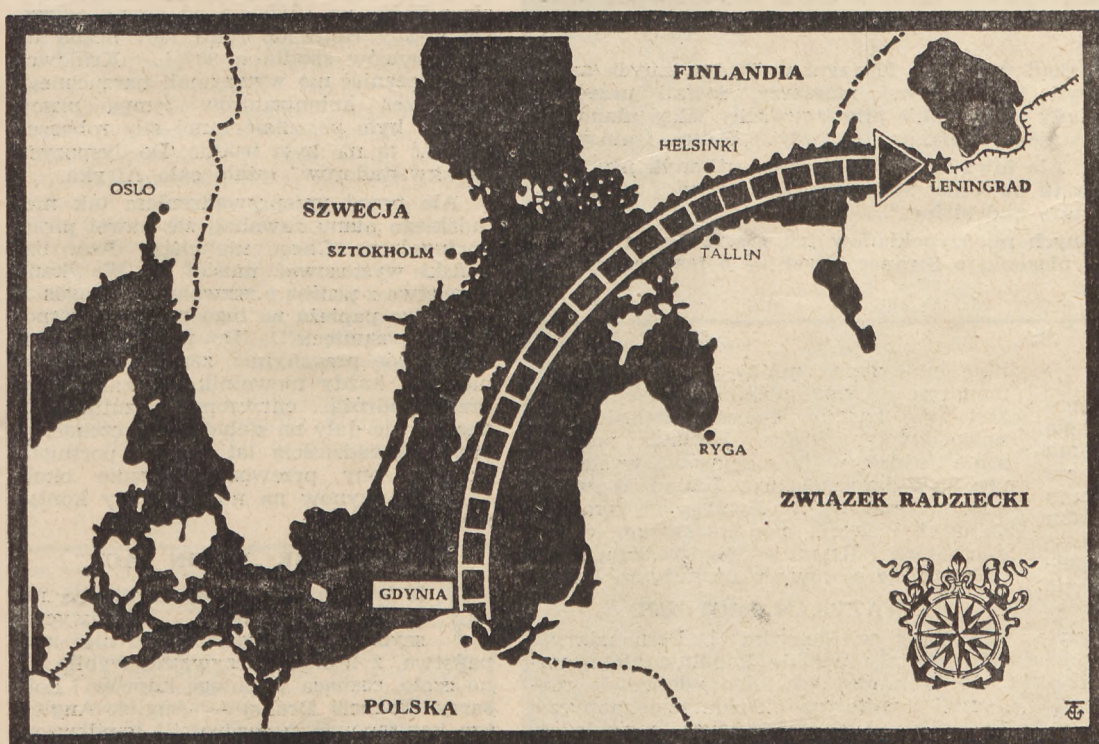 FINLANDIA
HELSINKI
LENINGRAD
OSLO
SZWECJA
SZTOKHOLM
TALLIN
RYGA
ZWIĄZEK RADZIECKI
GDYNIA
POLSKA